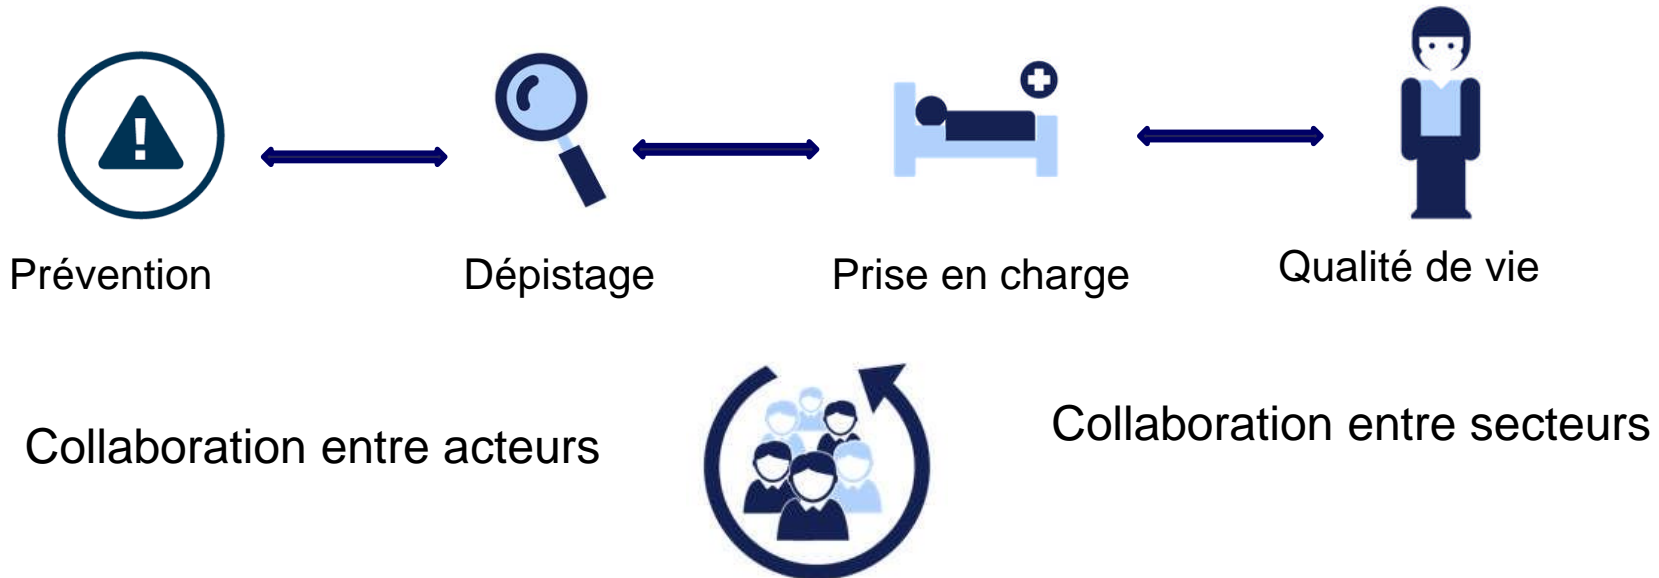 Prévention
Dépistage
Prise en charge
Qualité de vie
Collaboration entre acteurs
Collaboration entre secteurs